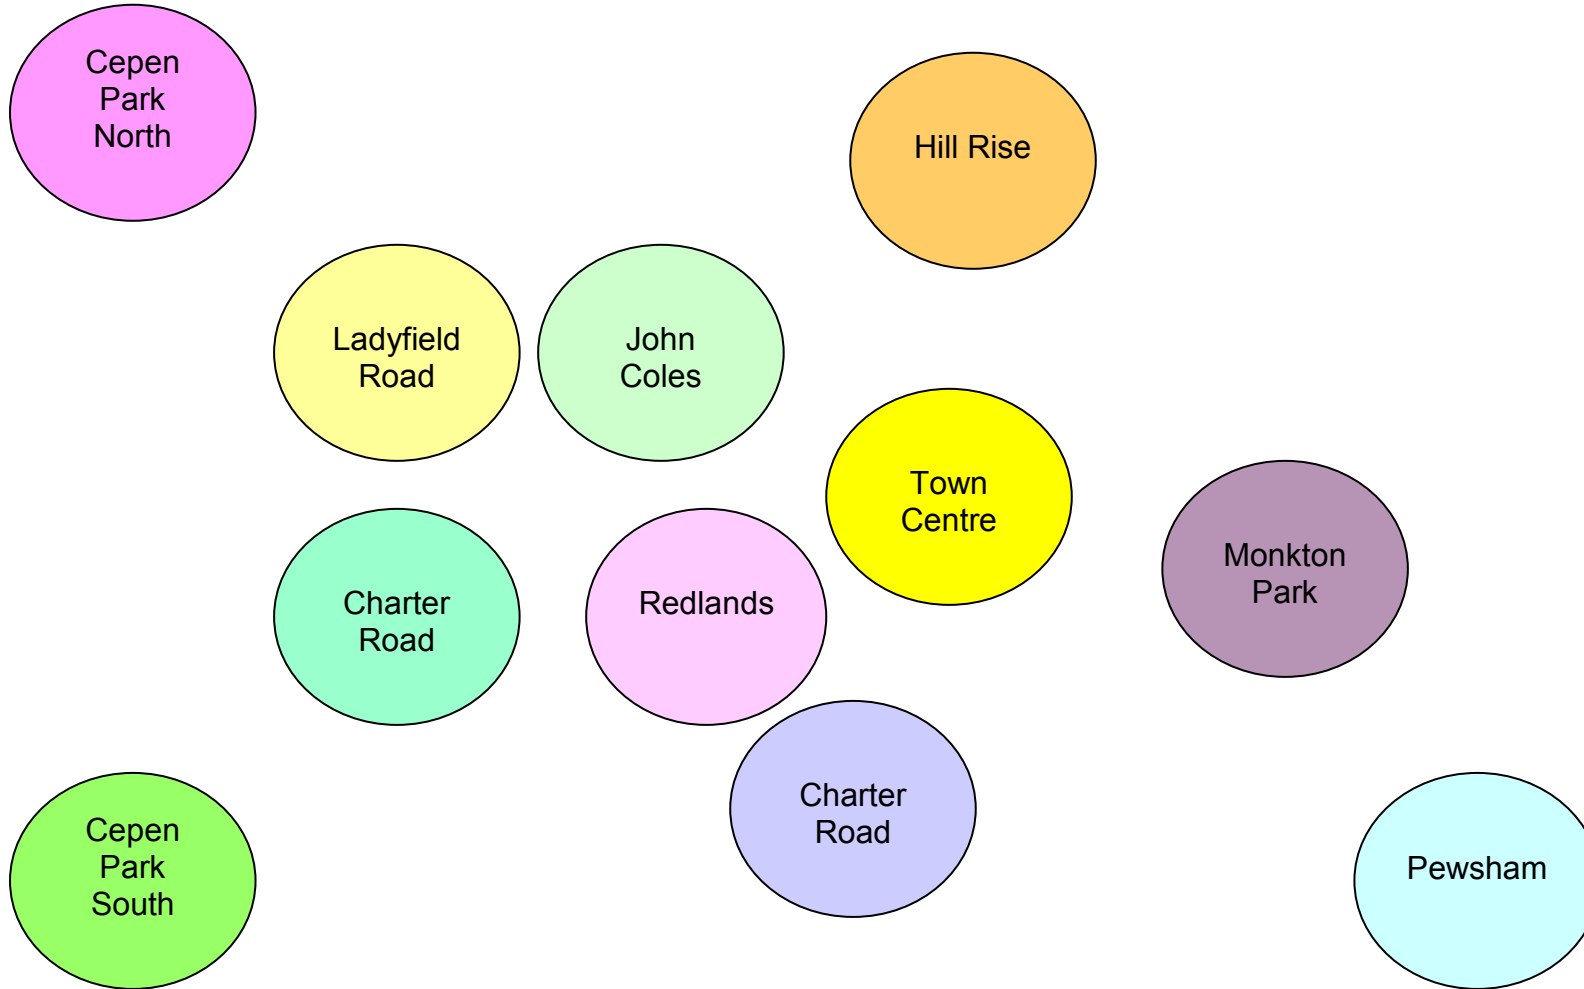 Cepen
Park
North
Hill Rise
Ladyfield
Road
John
Coles
Town
Centre
Monkton
Park
Charter
Road
Redlands
Charter
Road
Cepen
Park
South
Pewsham